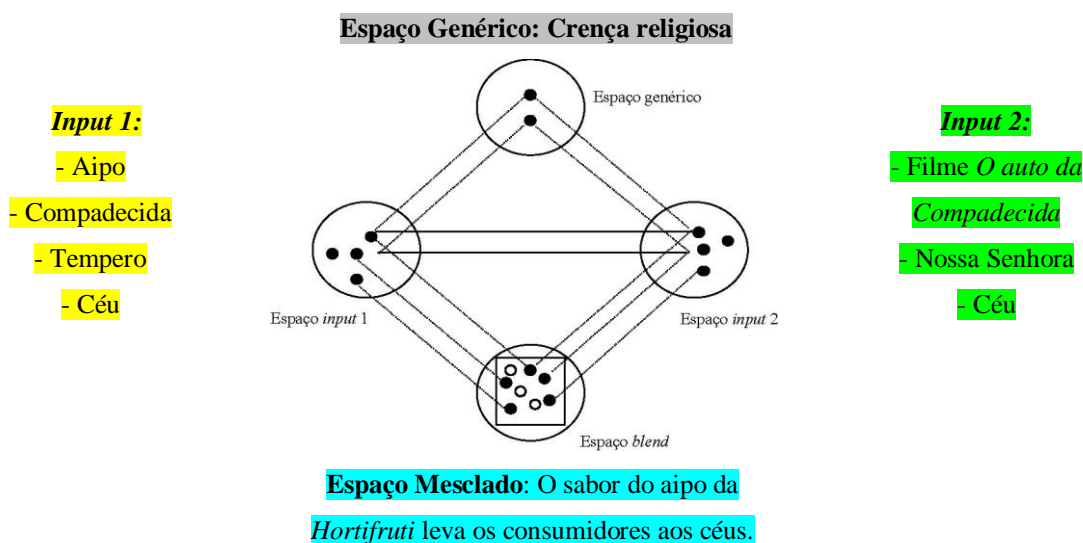 Espaço Genérico: Crença religiosa
Espaço genérico
Input 1:
- Aipo
- Compadecida
- Tempero
- Céu
Input 2:
- Filme O auto da
Compadecida
- Nossa Senhora
- Céu
Espaço input 1
Espaço input 2
Espaço blend
Espaço Mesclado: O sabor do aipo da
Hortifruti leva os consumidores aos céus.